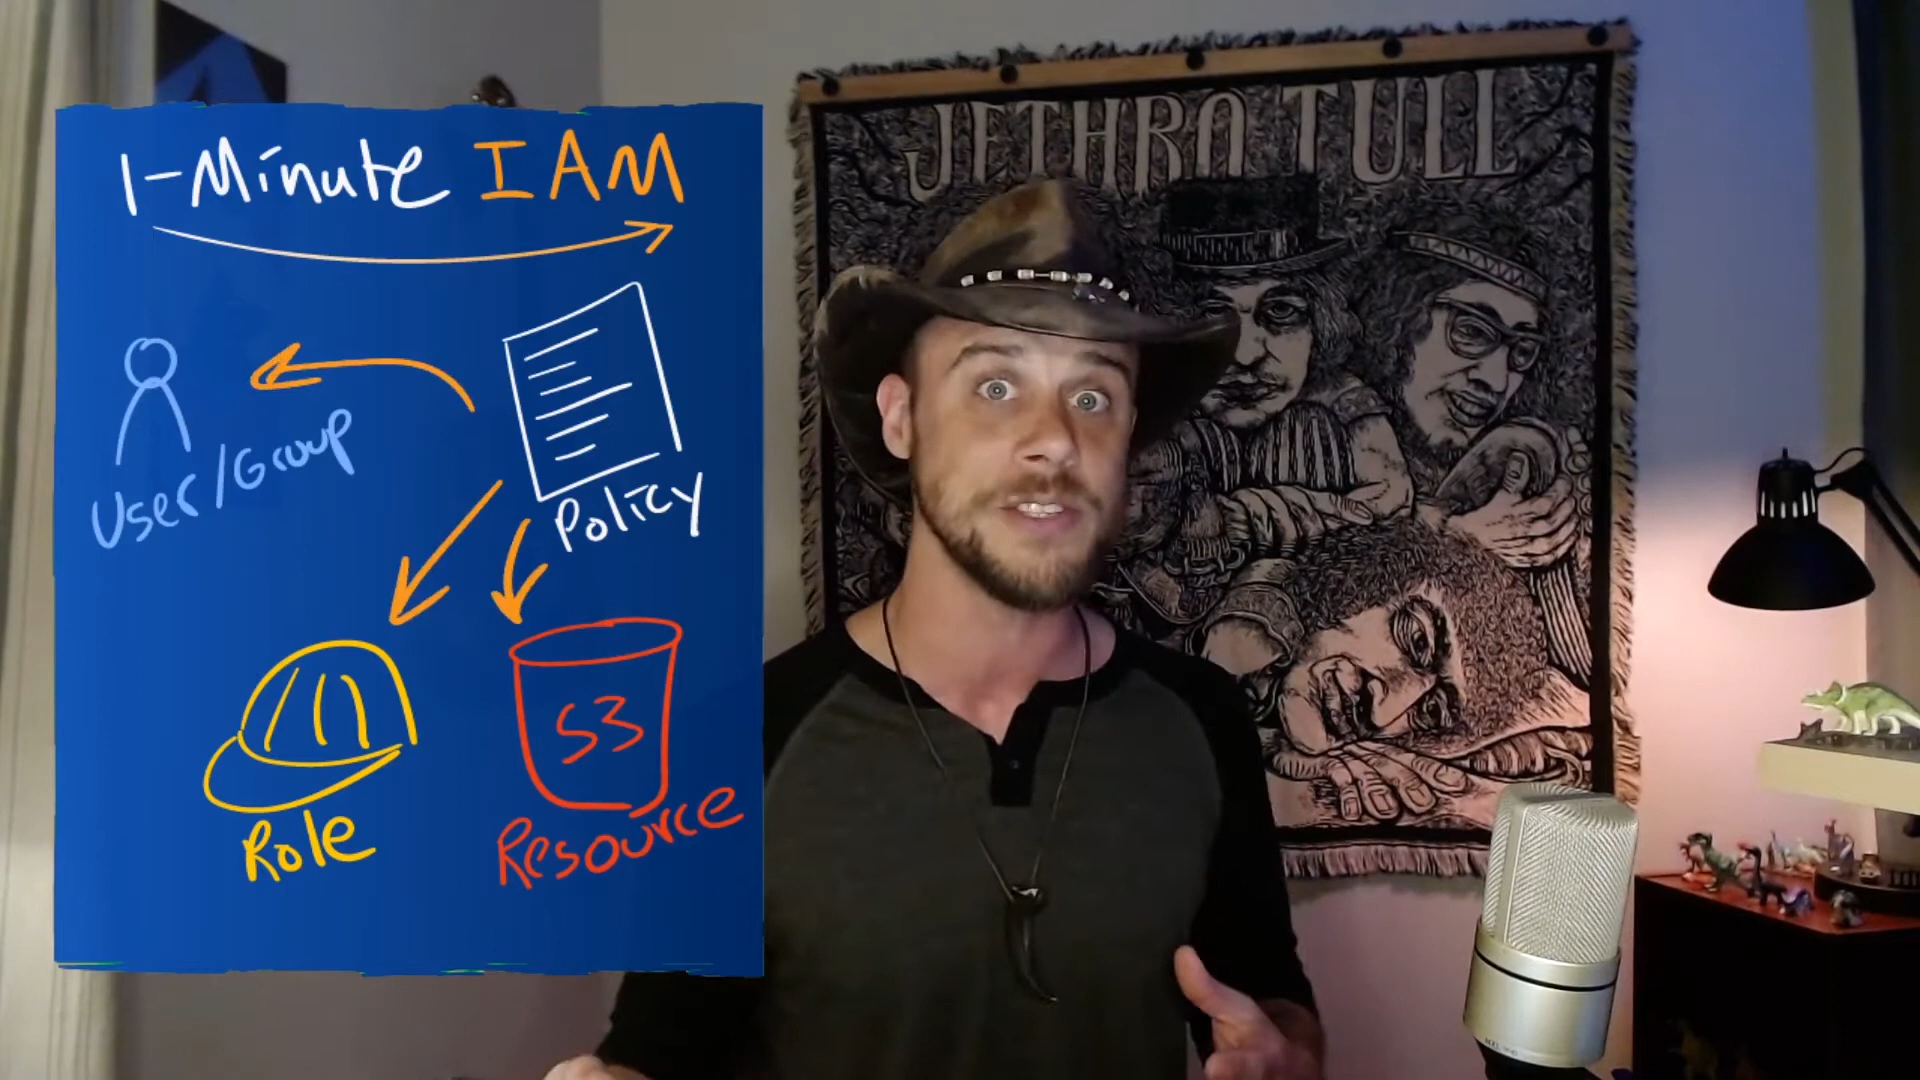 1-Minute IAM
User/Group
Policy
Role
S3
Resource
JETHRO TULL